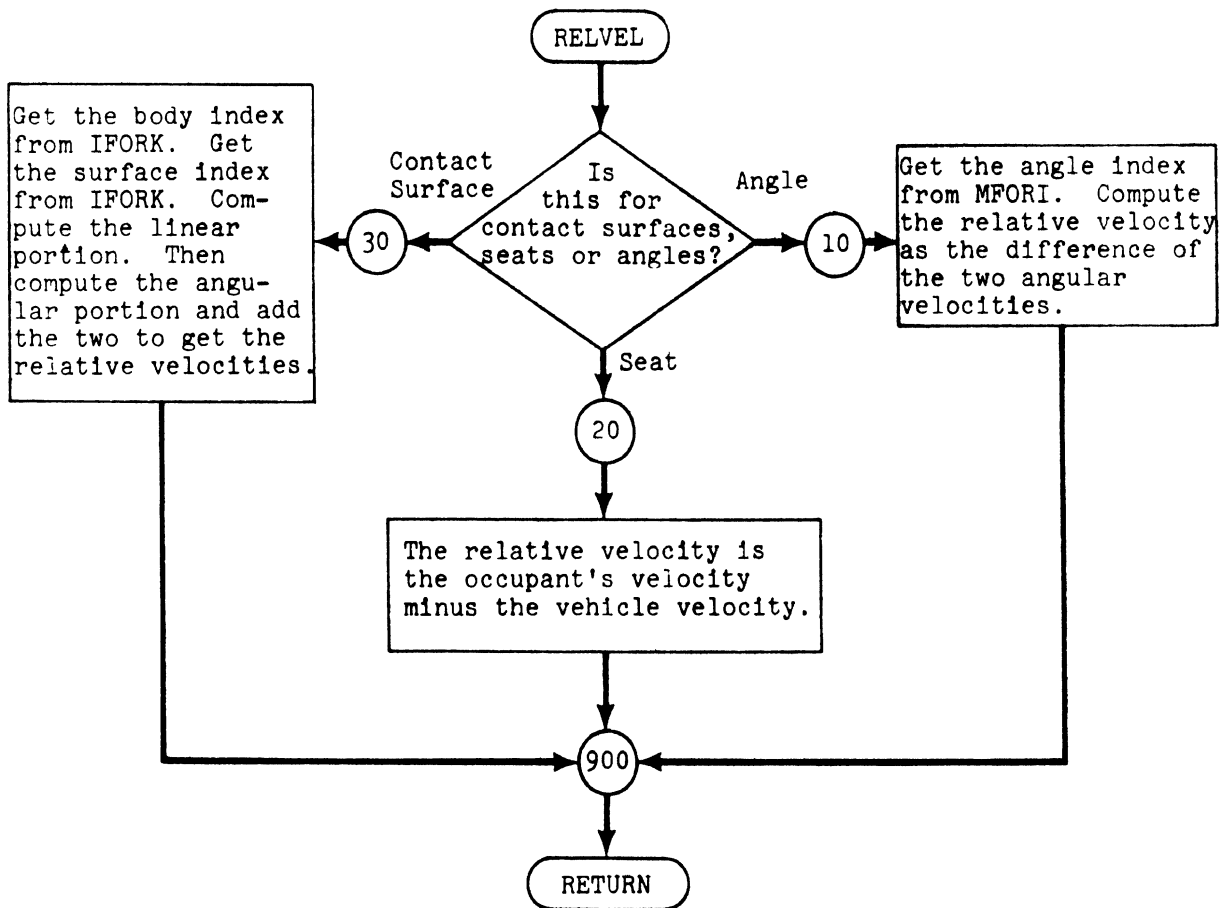 RELVEL
Get the body index
from IFORK. Get
the surface index
from IFORK. Com-
pute the linear
portion. Then
compute the angu-
lar portion and add
the two to get the
relative velocities.
Contact
Surface
30
Is
this for
contact surfaces,
seats or angles?
Angle
10
Get the angle index
from MFORI. Compute
the relative velocity
as the difference of
the two angular
velocities.
Seat
20
The relative velocity is
the occupant's velocity
minus the vehicle velocity.
900
RETURN